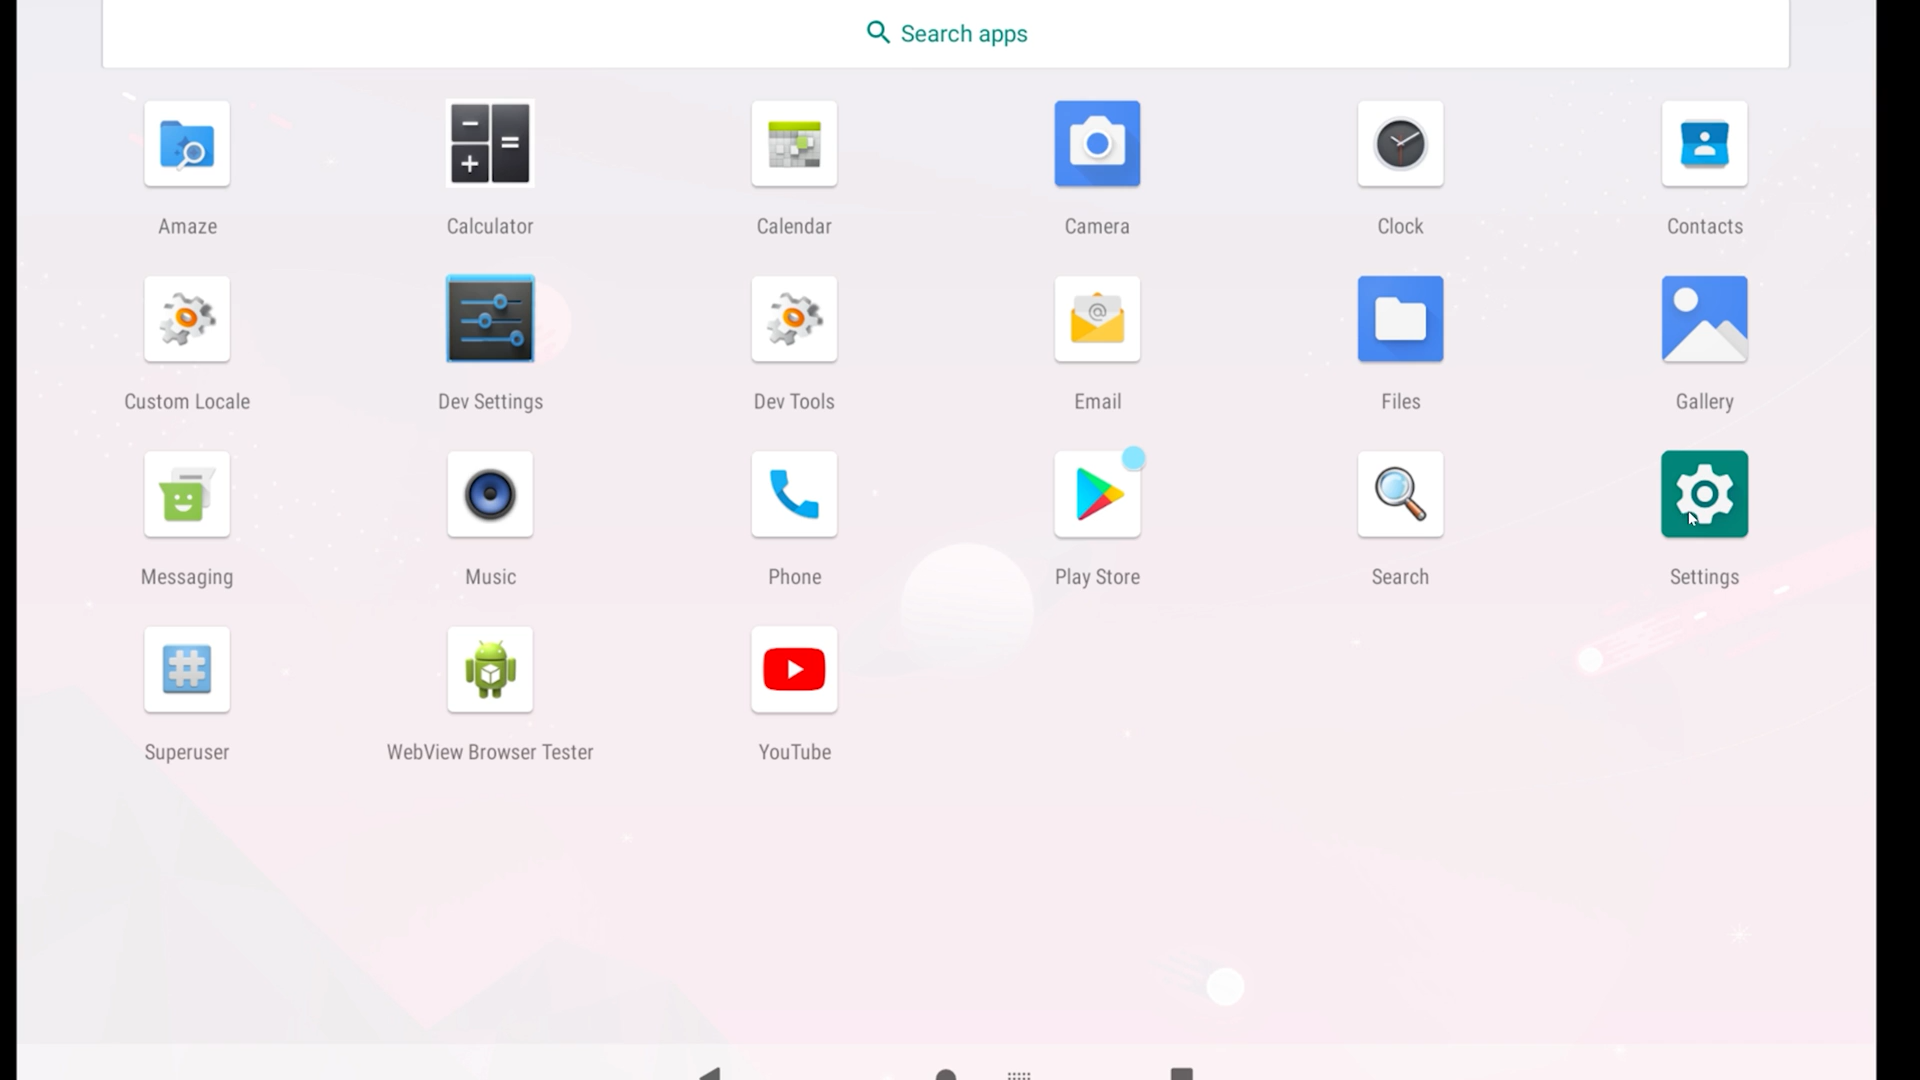 Search apps
Amaze
Calculator
Calendar
Camera
Clock
Contacts
Custom Locale
Dev Settings
Dev Tools
Email
Files
Gallery
Messaging
Music
Phone
Play Store
Search
Settings
Superuser
WebView Browser Tester
YouTube